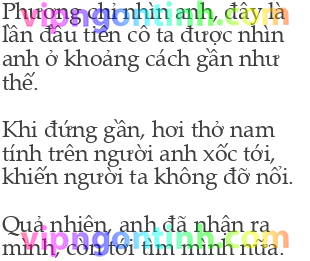 Phương chỉ nhìn anh, đây là
lần đầu tiên cô ta được nhìn
anh ở khoảng cách gần như
thế.
Khi đứng gần, hơi thở nam
tính trên người anh xốc tới,
khiến người ta không đỡ nổi.
Quả nhiên, anh đã nhận ra
mình, còn tới tìm mình nữa.
vipngontinh.com
vipngontinh.com